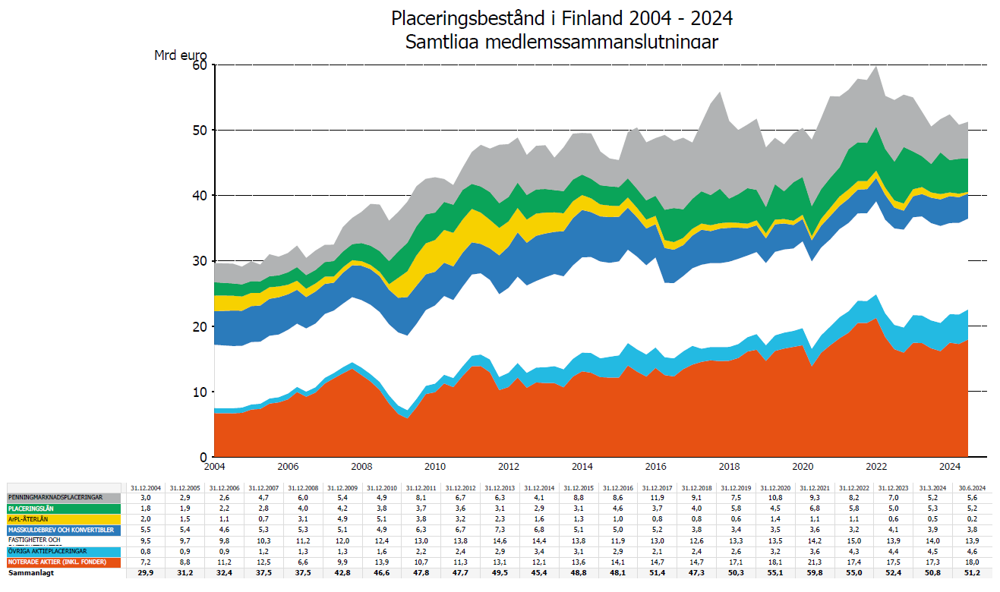 Placeringsbestånd i Finland 2004 - 2024
Samtliga medlemssammanslutningar
Mrd euro
60
50
40
30
20
10
0
2004 2006 2008 2010 2012 2014 2016 2018 2020 2022 2024
31.12.2004 31.12.2005 31.12.2006 31.12.2007 31.12.2008 31.12.2009 31.12.2010 31.12.2011 31.12.2012 31.12.2013 31.12.2014 31.12.2015 31.12.2016 31.12.2017 31.12.2018 31.12.2019 31.12.2020 31.12.2021 31.12.2022 31.12.2023 31.3.2024 30.6.2024
PENNINGMARKNADSPLACERINGAR 3,0 2,9 2,6 4,7 6,0 5,4 4,9 8,1 6,7 6,3 4,1 8,8 8,6 11,9 9,1 7,5 10,8 9,3 8,2 7,0 5,2 5,6
PLACERINGSLÅN 1,8 1,9 2,2 2,8 4,0 4,2 3,8 3,7 3,6 3,1 2,9 3,1 4,6 3,7 4,0 5,8 4,5 6,8 5,8 5,0 5,3 5,2
ArPL-ÅTERLÅN 2,0 1,5 1,1 0,7 3,1 4,9 5,1 3,8 3,2 2,3 1,6 1,3 1,0 0,8 0,8 0,6 1,4 1,1 1,1 0,6 0,5 0,2
MASSKULDEBREV OCH KONVERTIBLER 5,5 5,4 4,6 5,3 5,3 5,1 4,9 4,3 6,3 7,3 6,8 5,1 5,0 5,2 3,8 3,4 3,5 3,6 3,2 4,1 3,9 3,8
FASTIGHETER OCH 9,5 9,7 9,8 10,3 11,2 12,0 12,4 13,0 13,8 14,6 14,4 13,8 11,9 13,0 12,6 13,3 13,5 14,2 15,0 13,9 14,0 13,9
ÖVRIGA AKTIEPLACERINGAR 0,8 0,9 0,9 1,2 1,3 1,3 1,6 2,2 2,4 2,9 3,1 3,4 2,9 2,1 2,4 2,6 3,2 3,6 4,3 4,4 4,5 4,6
NOTERADE AKTIER (INKL. FONDER) 7,2 8,8 11,2 12,5 6,6 9,9 13,9 10,7 11,3 13,1 12,1 13,6 14,1 14,7 14,7 17,1 18,1 21,3 17,4 17,5 17,3 18,0
Sammanlagt 29,9 31,2 32,4 37,5 37,5 42,8 46,6 47,8 47,7 49,5 45,4 48,8 48,1 51,4 47,3 50,3 55,1 59,8 55,0 52,4 50,8 51,2